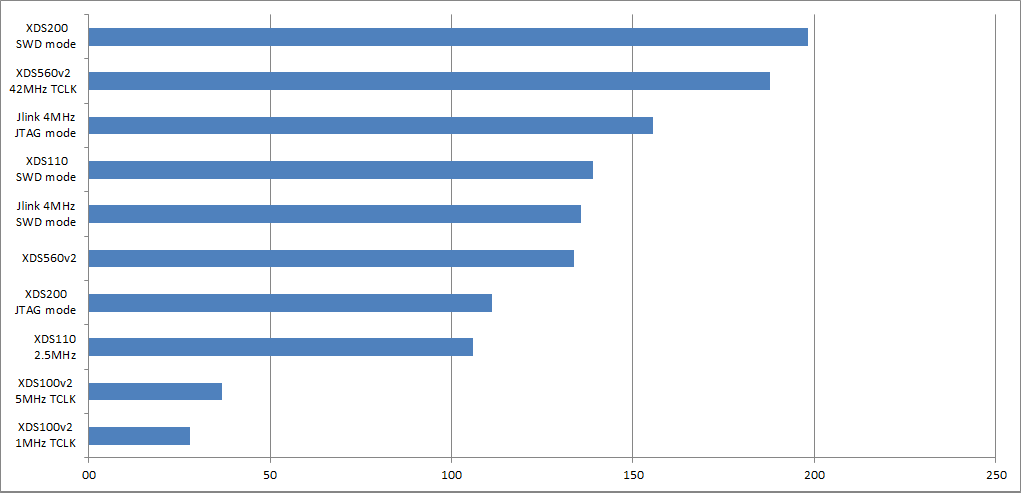 XDS200
SWD mode
XDS560v2
42MHz TCLK
Jlink 4MHz
JTAG mode
XDS110
SWD mode
Jlink 4MHz
SWD mode
XDS560v2
XDS200
JTAG mode
XDS110
2.5MHz
XDS100v2
5MHz TCLK
XDS100v2
1MHz TCLK
00 50 100 150 200 250